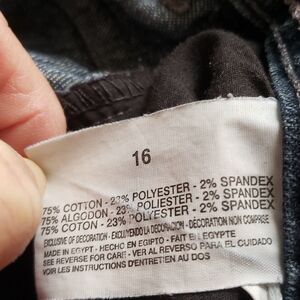 16
75% COTTON - 23% POLYESTER - 2% SPANDEX
75% ALGODON - 23% POLIESTER - 2% SPANDEX
75% COTON - 23% POLYESTER - 2% SPANDEX
EXCLUSIVE OF DECORATION - EXCLUYENDO LA DECORACION - DECORATION NON COMPRISE
MADE IN EGYPT - HECHO EN EGIPTO - FAIT EN EGYPTE
SEE REVERSE FOR CARE - VER AL REVERSO PARA EL CUIDADO
VOIR LES INSTRUCTIONS D'ENTRETIEN AU VERSO